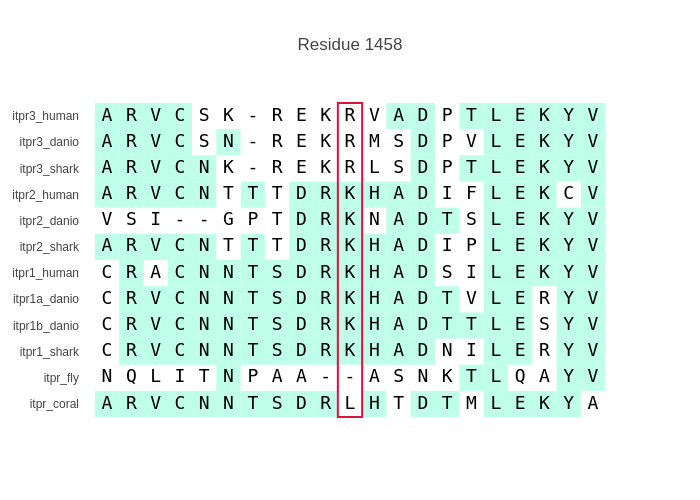 Residue 1458
itpr3_human A R V C S K - R E K R V A D P T L E K Y V
itpr3_danio A R V C S N - R E K R M S D P V L E K Y V
itpr3_shark A R V C N K - R E K R L S D P T L E K Y V
itpr2_human A R V C N T T T D R K H A D I F L E K C V
itpr2_danio V S I - - G P T D R K N A D T S L E K Y V
itpr2_shark A R V C N T T T D R K H A D I P L E K Y V
itpr1_human C R A C N N T S D R K H A D S I L E K Y V
itpr1a_danio C R V C N N T S D R K H A D T V L E R Y V
itpr1b_danio C R V C N N T S D R K H A D T T L E S Y V
itpr1_shark C R V C N N T S D R K H A D N I L E R Y V
itpr_fly N Q L I T N P A A - - A S N K T L Q A Y V
itpr_coral A R V C N N T S D R L H T D T M L E K Y A